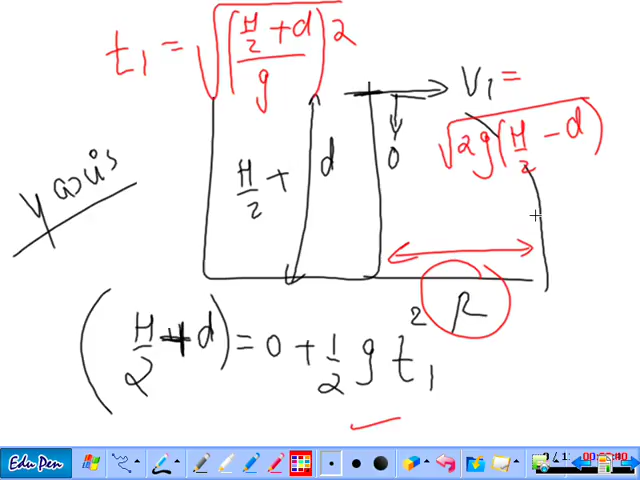 t₁ = √((H/2 + d)/g) 2
V₁ =
√2g(H/2 − d)
H/2 + d
0
y axis
R
(H/2 + d) = 0 + 1/2 g t₁²
Edu Pen